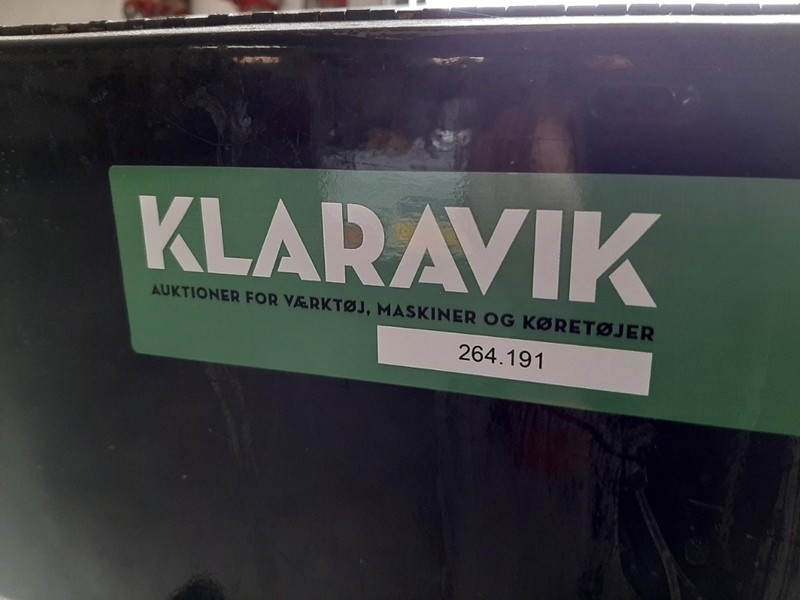 KLARAVIK
AUKTIONER FOR VÆRKTØJ, MASKINER OG KØRETØJER
264.191